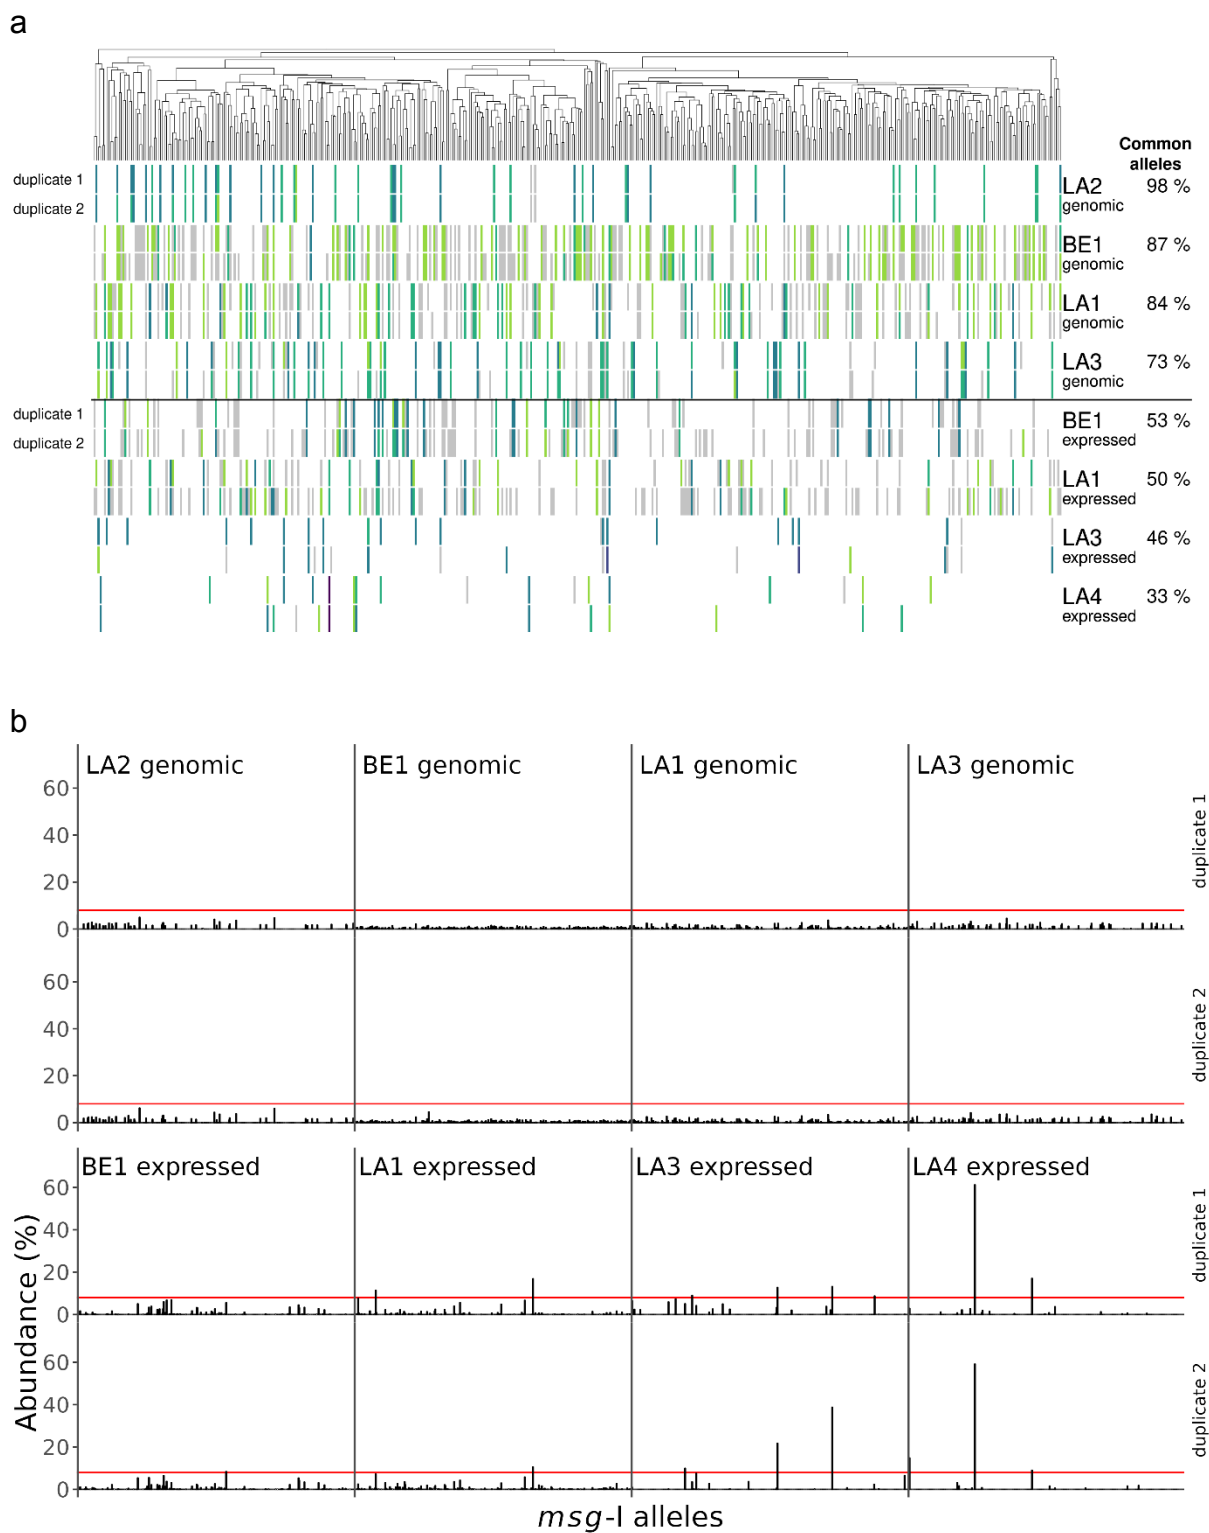 a
Common
alleles
duplicate 1
duplicate 2
LA2 98 %
genomic
BE1 87 %
genomic
LA1 84 %
genomic
LA3 73 %
genomic
duplicate 1
duplicate 2
BE1 53 %
expressed
LA1 50 %
expressed
LA3 46 %
expressed
LA4 33 %
expressed
b
LA2 genomic BE1 genomic LA1 genomic LA3 genomic
60
40
20
0
duplicate 1
60
40
20
0
duplicate 2
BE1 expressed LA1 expressed LA3 expressed LA4 expressed
60
40
20
0
duplicate 1
60
40
20
0
duplicate 2
Abundance (%)
msg-I alleles